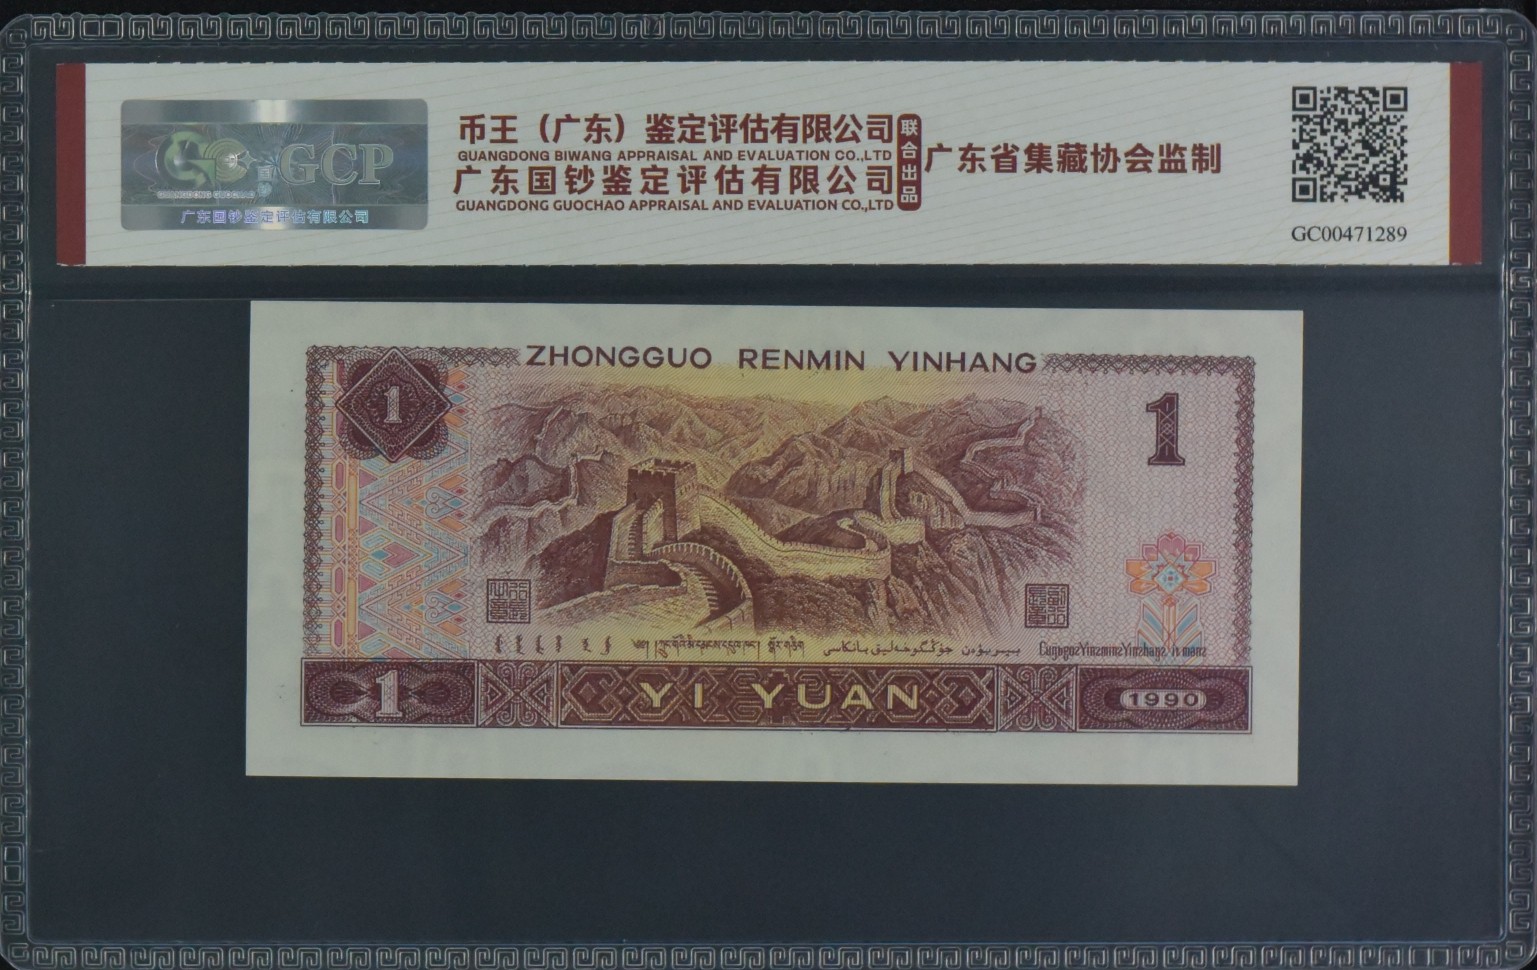 GCP
GUANGDONG GUOCHAO
广东国钞鉴定评估有限公司
币王（广东）鉴定评估有限公司
GUANGDONG BIWANG APPRAISAL AND EVALUATION CO.,LTD
广东国钞鉴定评估有限公司
GUANGDONG GUOCHAO APPRAISAL AND EVALUATION CO.,LTD
联合出品
广东省集藏协会监制
GC00471289
ZHONGGUO RENMIN YINHANG
1
1
1 YI YUAN 1990